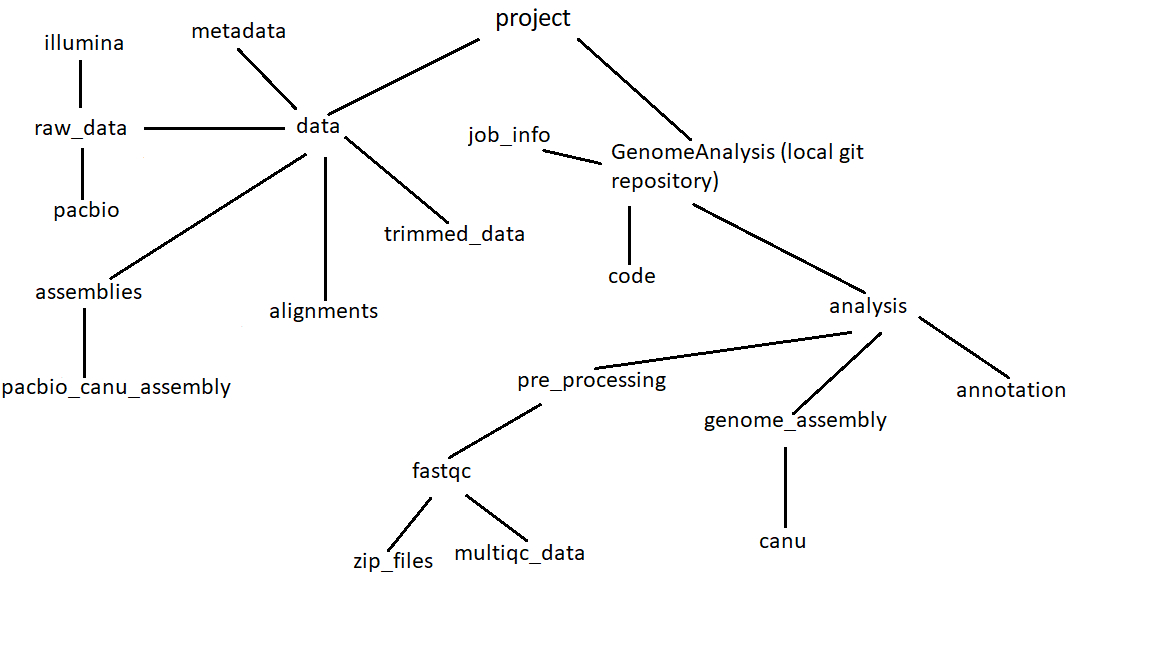 project
metadata
illumina
raw_data
data
job_info
GenomeAnalysis (local git
repository)
pacbio
trimmed_data
code
assemblies
alignments
analysis
pacbio_canu_assembly
pre_processing
annotation
genome_assembly
fastqc
canu
zip_files
multiqc_data